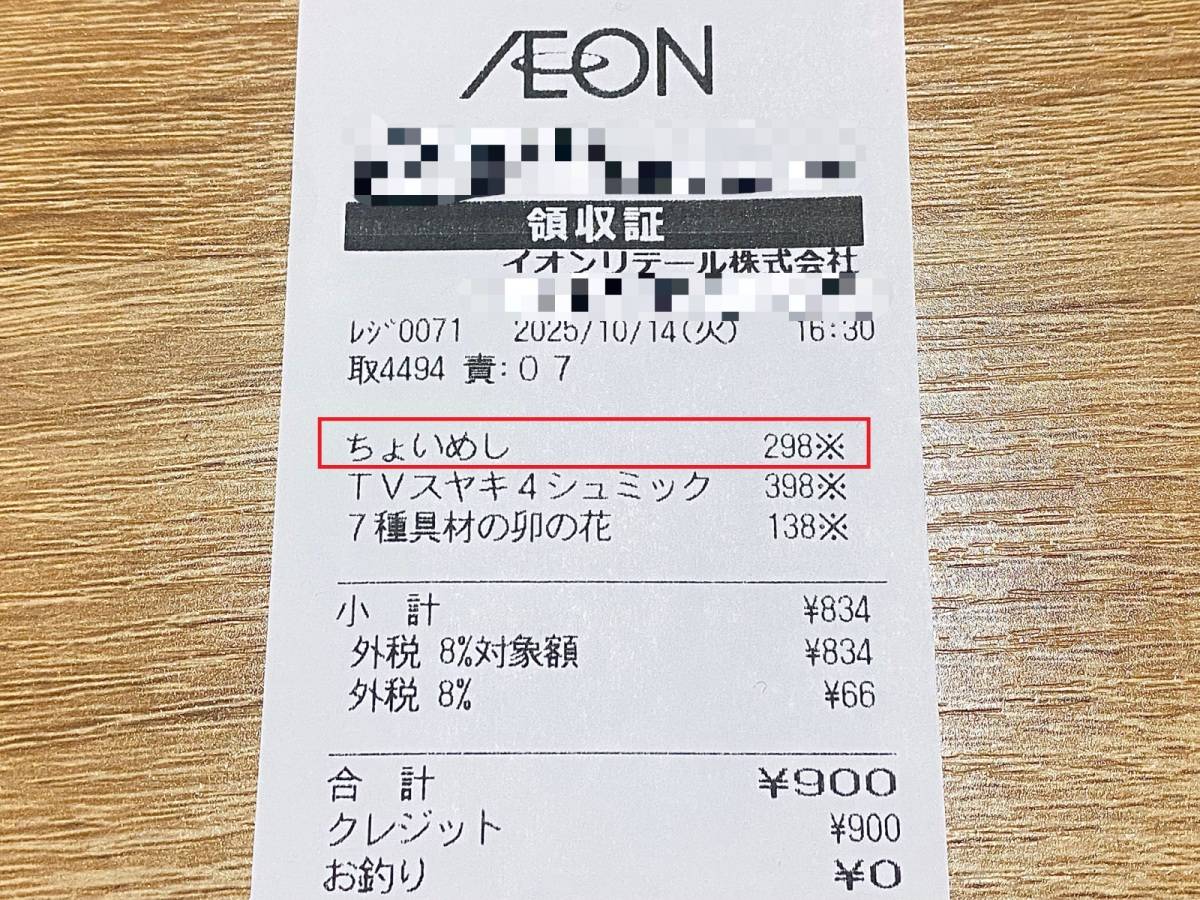 ÆON
領収証
イオンリテール株式会社
レジ0071 2025/10/14(火) 16:30
取4494 責:07
ちょいめし 298※
TVスヤキ4シュミック 398※
7種具材の卯の花 138※
小 計 ¥834
外税 8%対象額 ¥834
外税 8% ¥66
合 計 ¥900
クレジット ¥900
お釣り ¥0